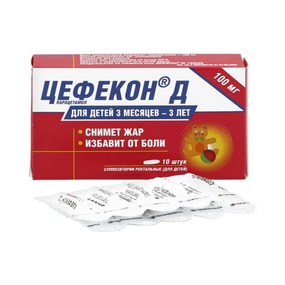 ЦЕФЕКОН® Д
ПАРАЦЕТАМОЛ
100 мг
ДЛЯ ДЕТЕЙ 3 МЕСЯЦЕВ – 3 ЛЕТ
• СНИМЕТ ЖАР
• ИЗБАВИТ ОТ БОЛИ
10 ШТУК
СУППОЗИТОРИИ РЕКТАЛЬНЫЕ (ДЛЯ ДЕТЕЙ)